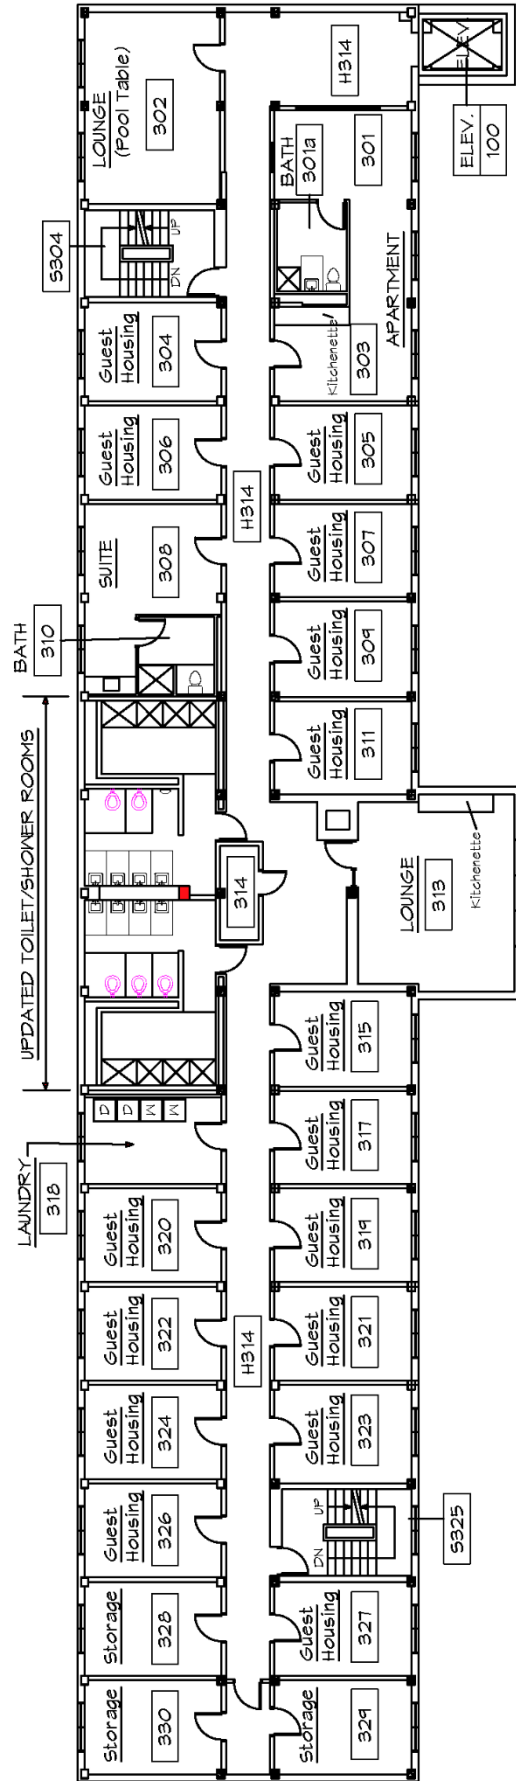 LOUNGE
(Pool Table)
302
S304
UP
DN
Guest
Housing
304
Guest
Housing
306
SUITE
308
BATH
310
UPDATED TOILET/SHOWER ROOMS
314
LAUNDRY
318
D
D
W
W
Guest
Housing
320
Guest
Housing
322
Guest
Housing
324
Guest
Housing
326
Storage
328
Storage
330
H314
H314
H314
ELEV.
ELEV.
100
BATH
301a
301
APARTMENT
Kitchenette
303
Guest
Housing
305
Guest
Housing
307
Guest
Housing
309
Guest
Housing
311
LOUNGE
313
Kitchenette
Guest
Housing
315
Guest
Housing
317
Guest
Housing
319
Guest
Housing
321
Guest
Housing
323
UP
DN
S325
Guest
Housing
327
Storage
329